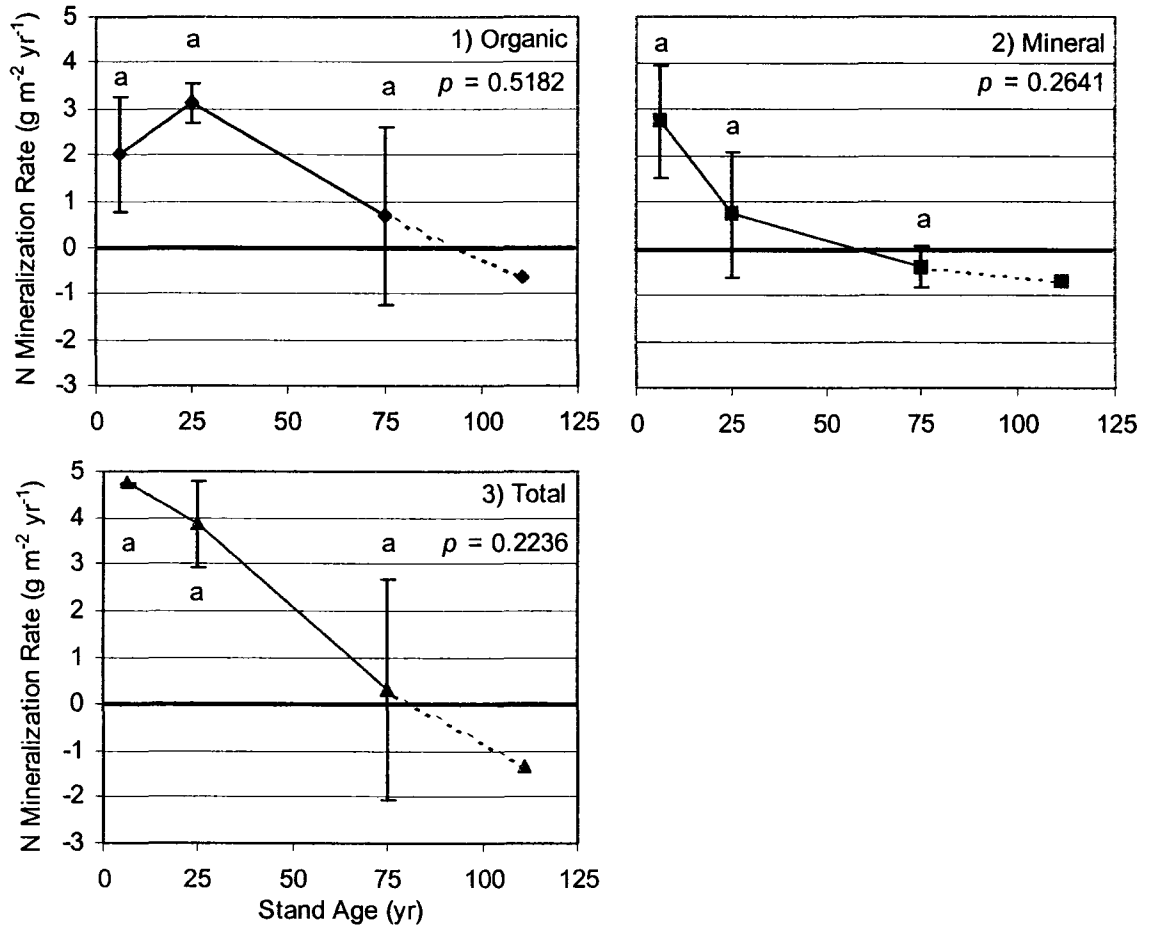 N Mineralization Rate (g m⁻² yr⁻¹)
5
4
3
2
1
0
-1
-2
-3
1) Organic
p = 0.5182
a
a
a
0 25 50 75 100 125
2) Mineral
p = 0.2641
a
a
a
0 25 50 75 100 125
N Mineralization Rate (g m⁻² yr⁻¹)
5
4
3
2
1
0
-1
-2
-3
3) Total
p = 0.2236
a
a
a
0 25 50 75 100 125
Stand Age (yr)